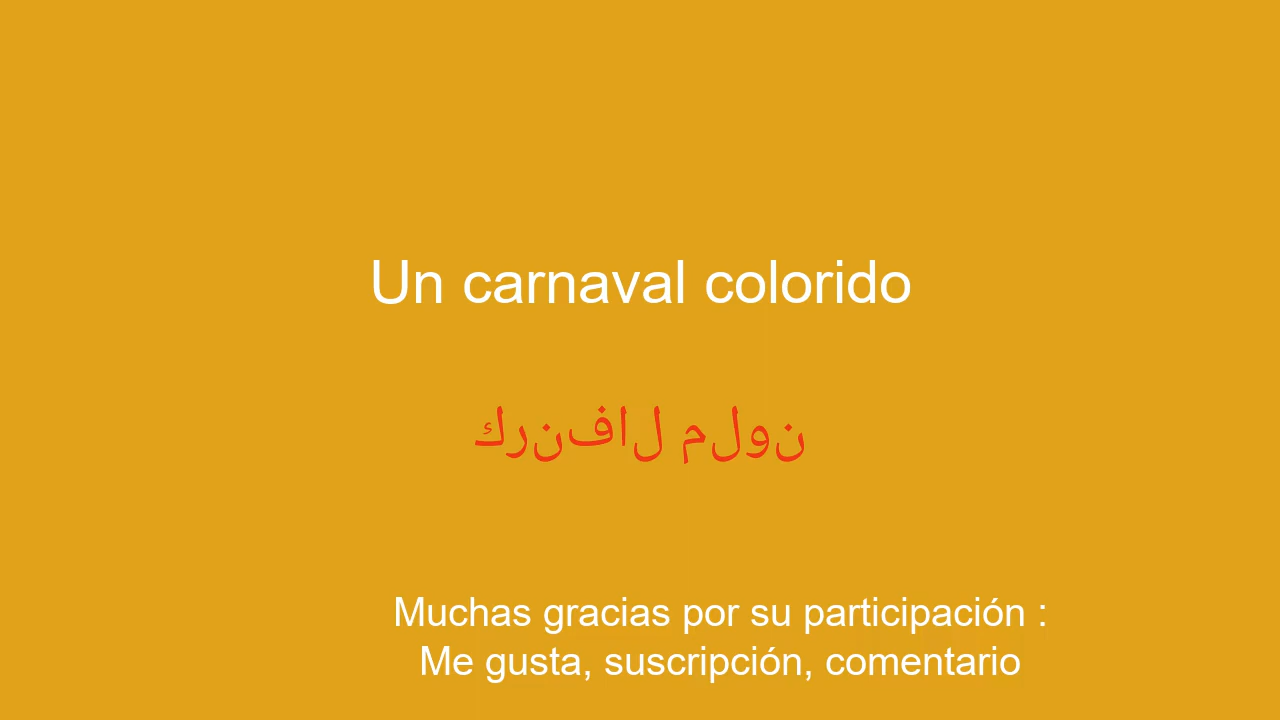 Un carnaval colorido
كرنفال ملون
Muchas gracias por su participación :
Me gusta, suscripción, comentario